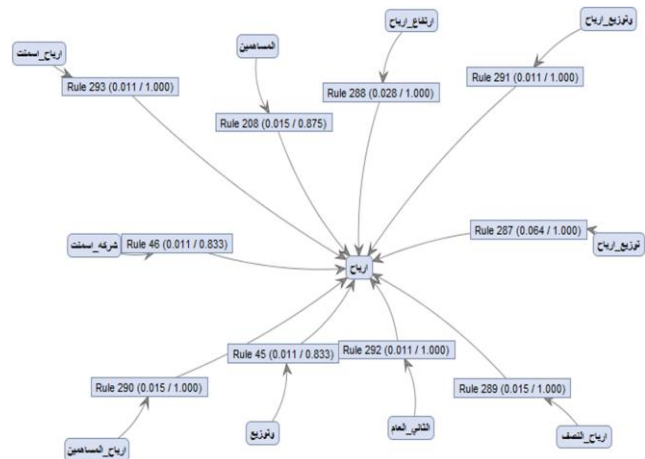 ارتفاع_ارباح
وتوزيع_ارباح
المساهمين
ارباح_اسمنت
Rule 293 (0.011 / 1.000)
Rule 288 (0.028 / 1.000)
Rule 291 (0.011 / 1.000)
Rule 208 (0.015 / 0.875)
Rule 287 (0.064 / 1.000)
شركه_اسمنت
Rule 46 (0.011 / 0.833)
توزيع_ارباح
ارباح
Rule 45 (0.011 / 0.833)
Rule 292 (0.011 / 1.000)
Rule 290 (0.015 / 1.000)
Rule 289 (0.015 / 1.000)
ارباح_المساهمين
وتوزيع
الثاني_العام
ارباح_النصف